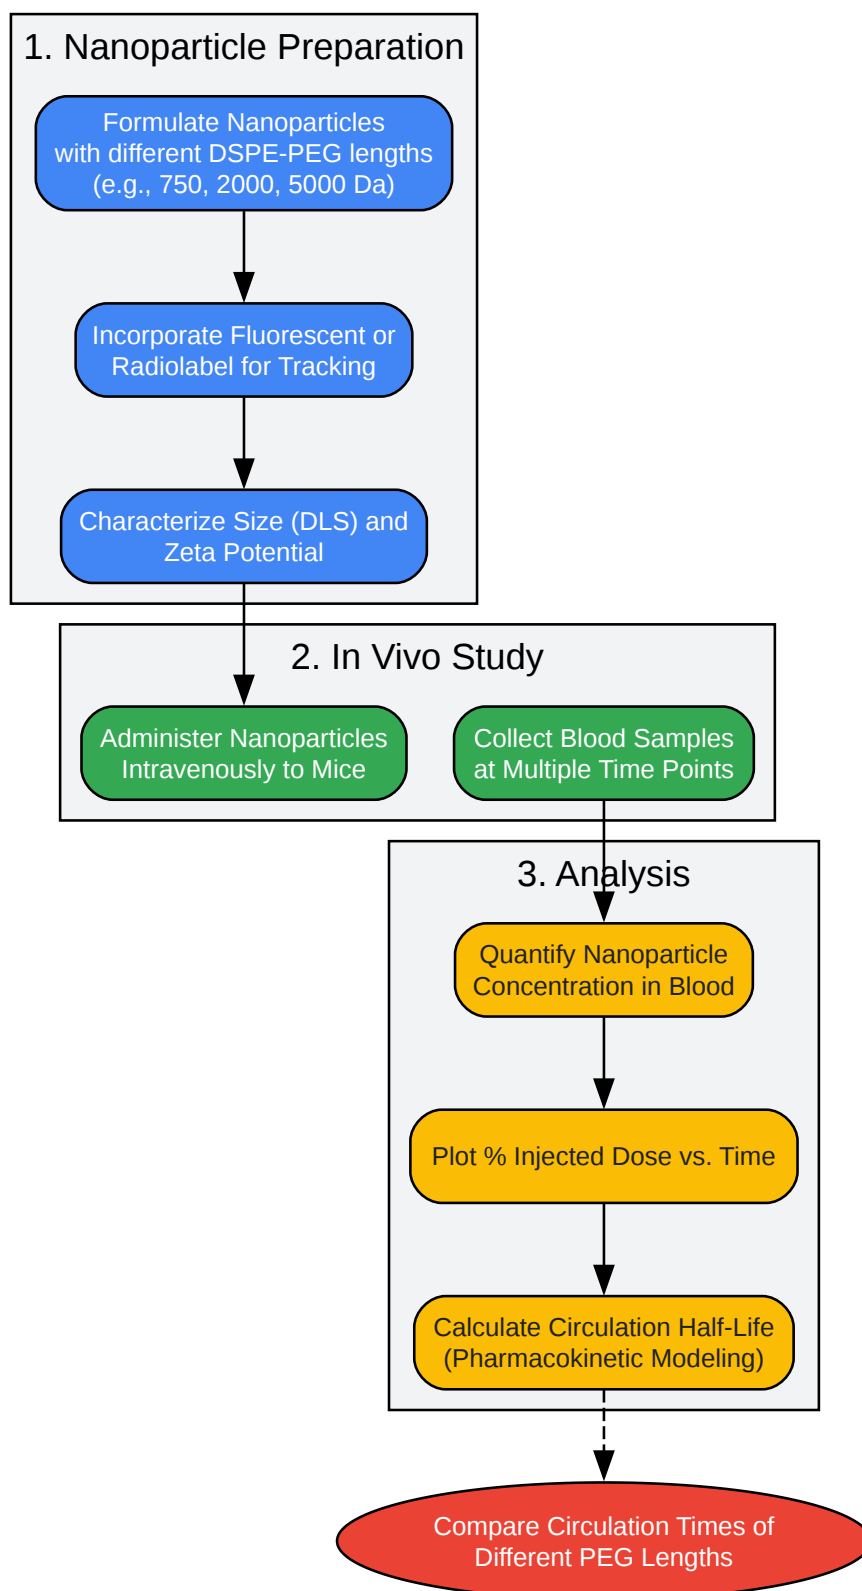 1. Nanoparticle Preparation
Formulate Nanoparticles
with different DSPE-PEG lengths
(e.g., 750, 2000, 5000 Da)
Incorporate Fluorescent or
Radiolabel for Tracking
Characterize Size (DLS) and
Zeta Potential
2. In Vivo Study
Administer Nanoparticles
Intravenously to Mice
Collect Blood Samples
at Multiple Time Points
3. Analysis
Quantify Nanoparticle
Concentration in Blood
Plot % Injected Dose vs. Time
Calculate Circulation Half-Life
(Pharmacokinetic Modeling)
Compare Circulation Times of
Different PEG Lengths